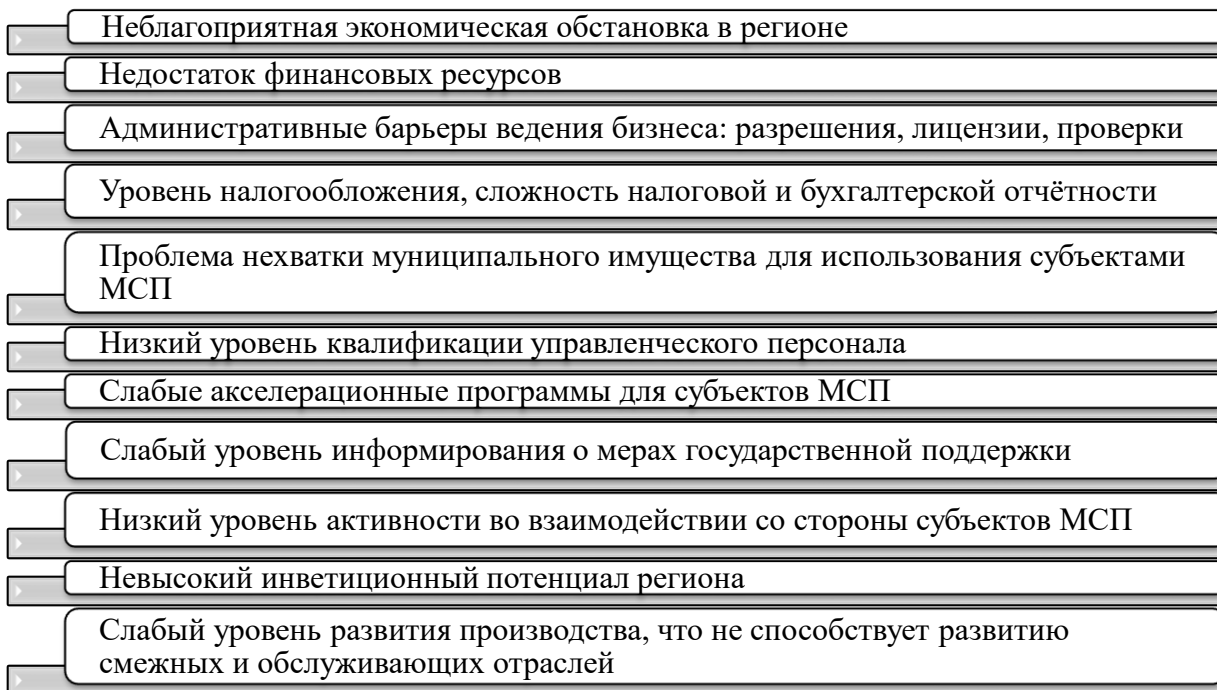 Неблагоприятная экономическая обстановка в регионе
Недостаток финансовых ресурсов
Административные барьеры ведения бизнеса: разрешения, лицензии, проверки
Уровень налогообложения, сложность налоговой и бухгалтерской отчётности
Проблема нехватки муниципального имущества для использования субъектами
МСП
Низкий уровень квалификации управленческого персонала
Слабые акселерационные программы для субъектов МСП
Слабый уровень информирования о мерах государственной поддержки
Низкий уровень активности во взаимодействии со стороны субъектов МСП
Невысокий инветиционный потенциал региона
Слабый уровень развития производства, что не способствует развитию
смежных и обслуживающих отраслей